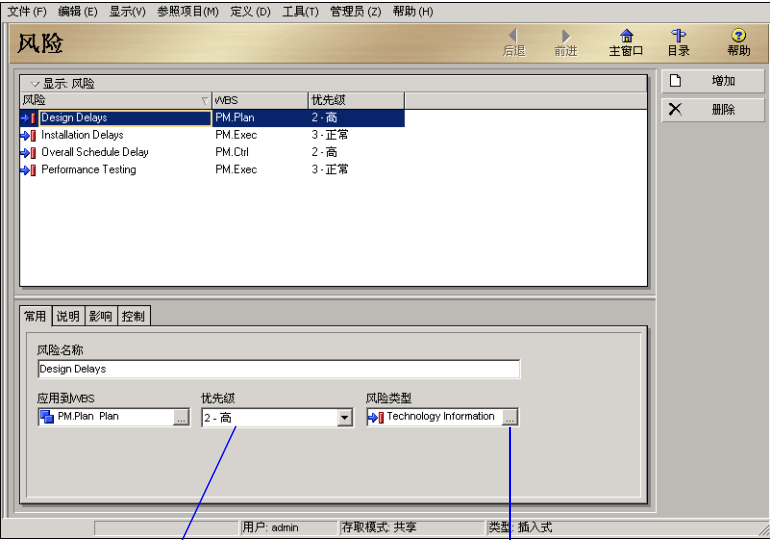 文件(F) 编辑(E) 显示(V) 参照项目(M) 定义(D) 工具(T) 管理员(Z) 帮助(H)
风险
后退 前进 主窗口 目录 帮助
显示: 风险
风险 WBS 优先级
Design Delays PM.Plan 2 - 高
Installation Delays PM.Exec 3 - 正常
Overall Schedule Delay PM.Ctrl 2 - 高
Performance Testing PM.Exec 3 - 正常
增加
删除
常用 说明 影响 控制
风险名称
Design Delays
应用到WBS 优先级 风险类型
PM.Plan Plan ... 2 - 高 Technology Information ...
用户: admin 存取模式: 共享 类型: 插入式